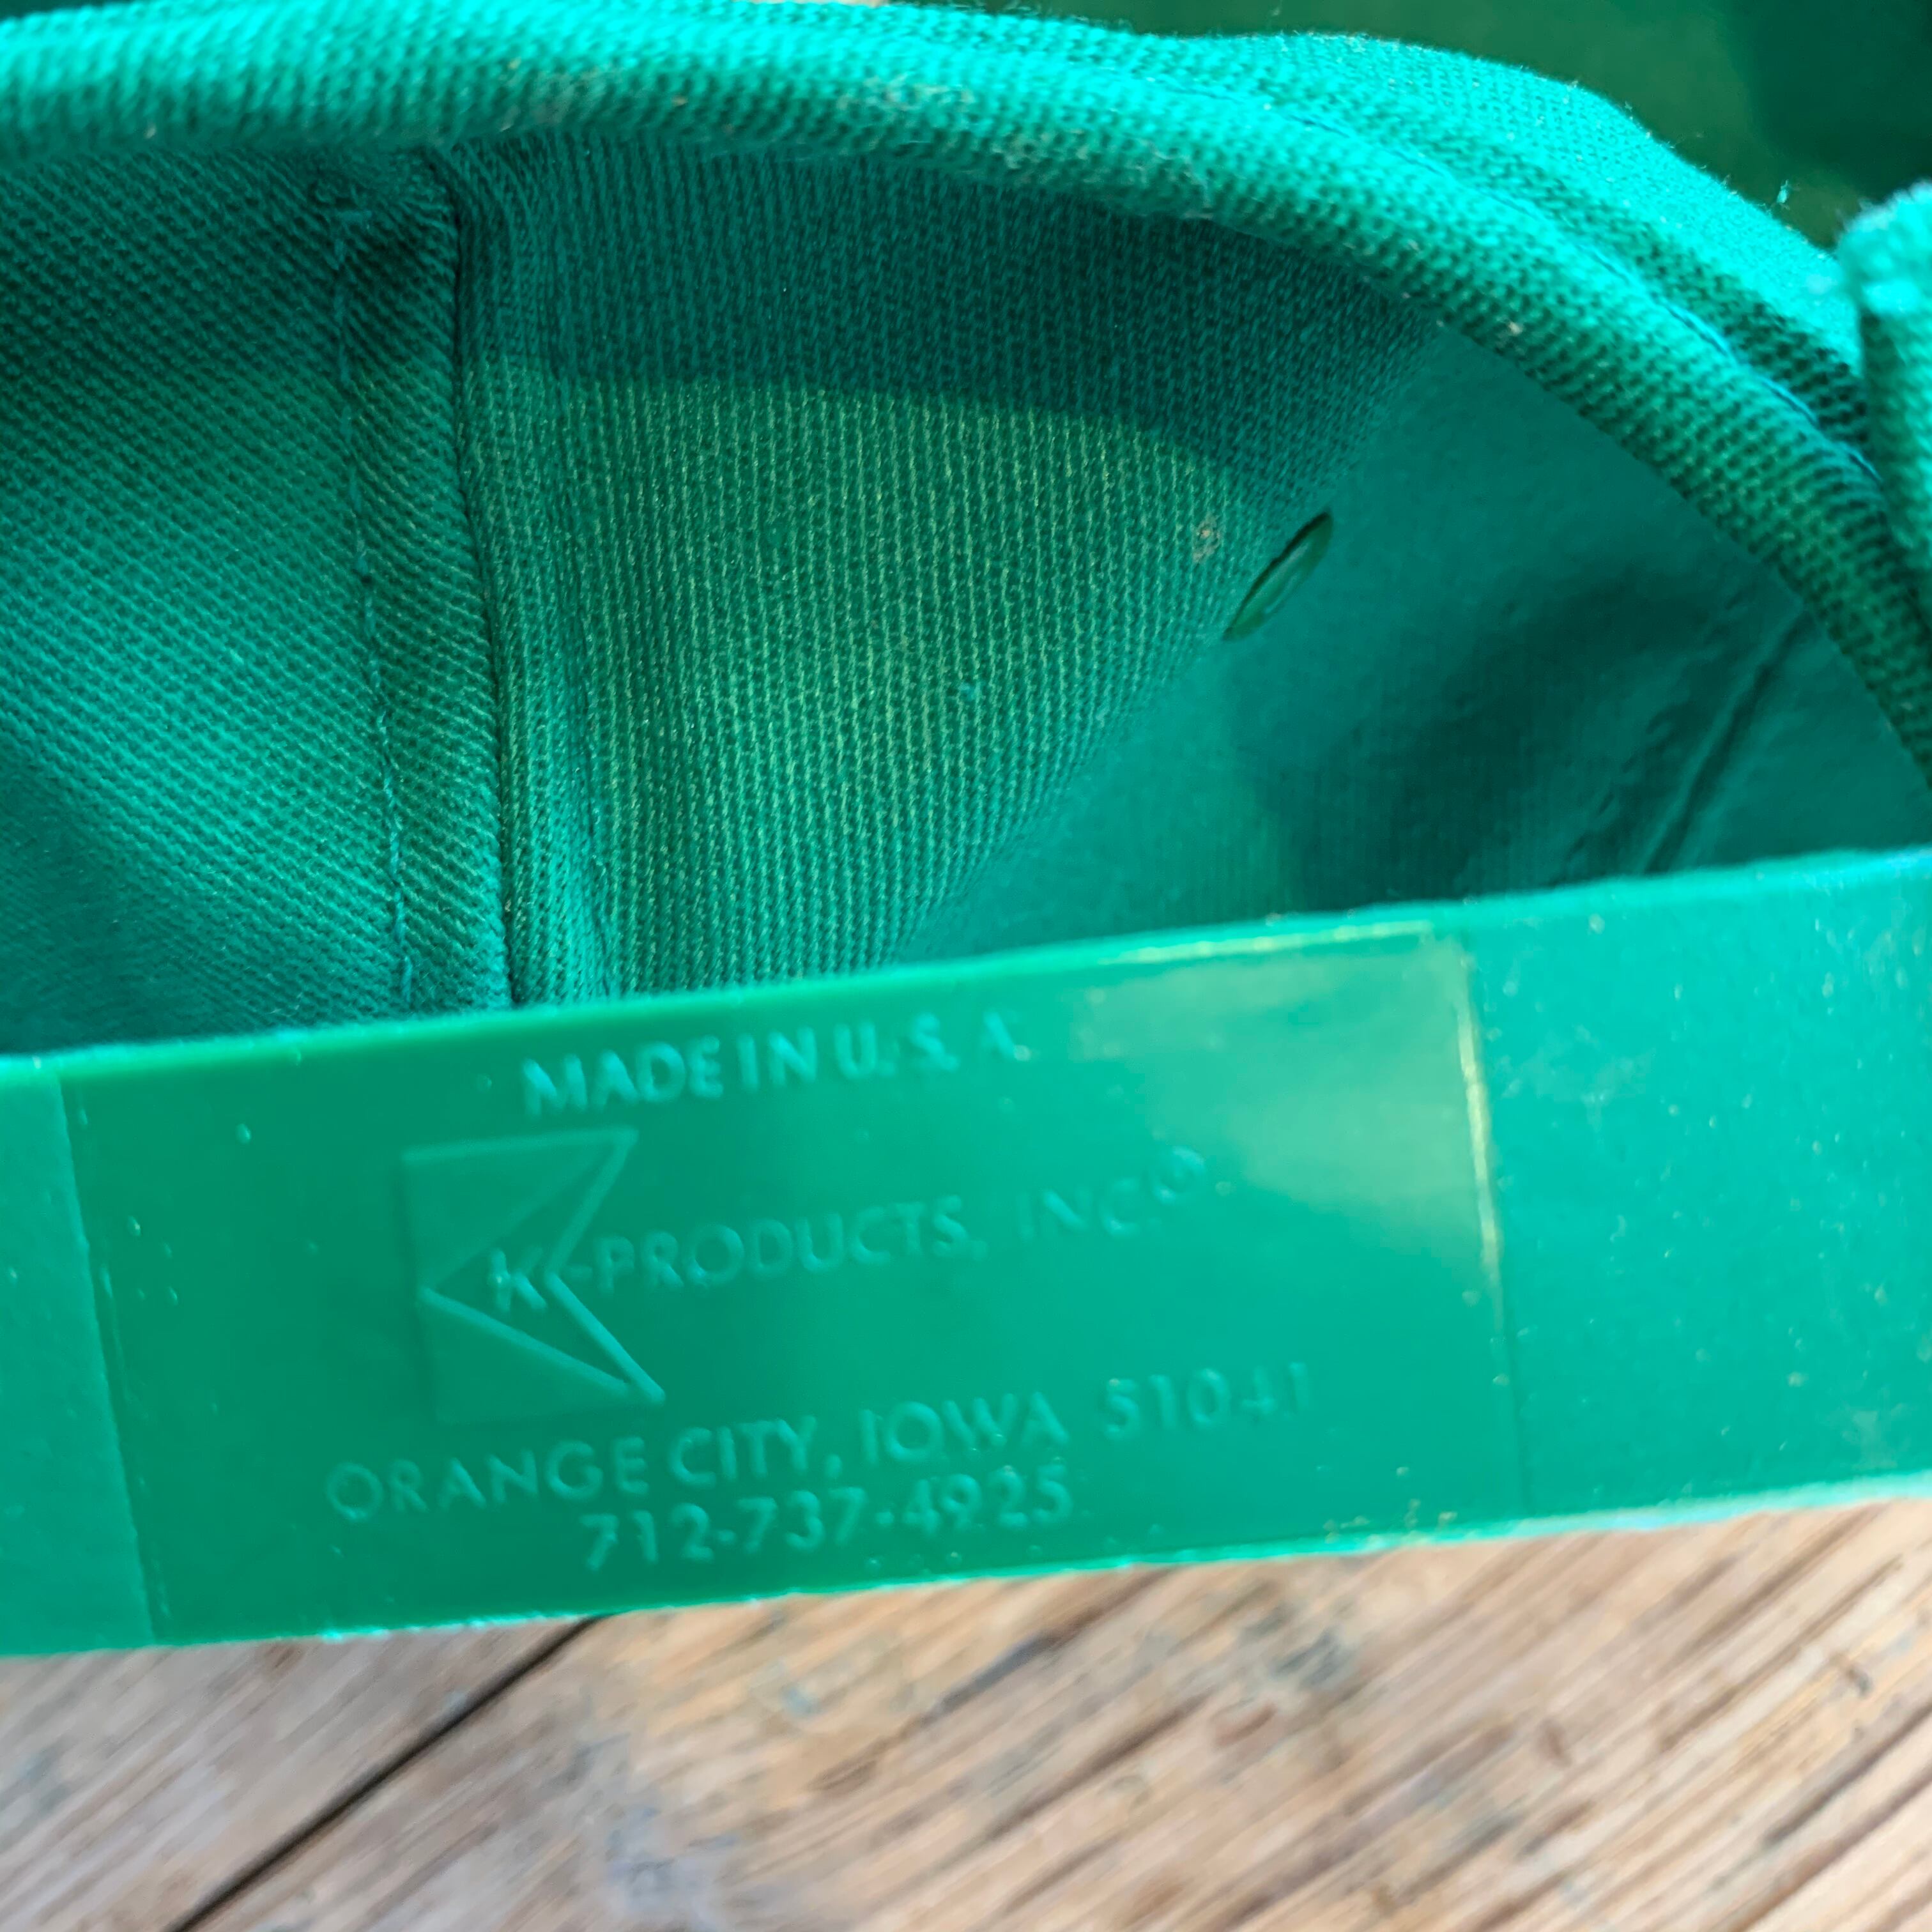 MADE IN U.S.A.
K-PRODUCTS, INC.®
ORANGE CITY, IOWA 51041
712-737-4925